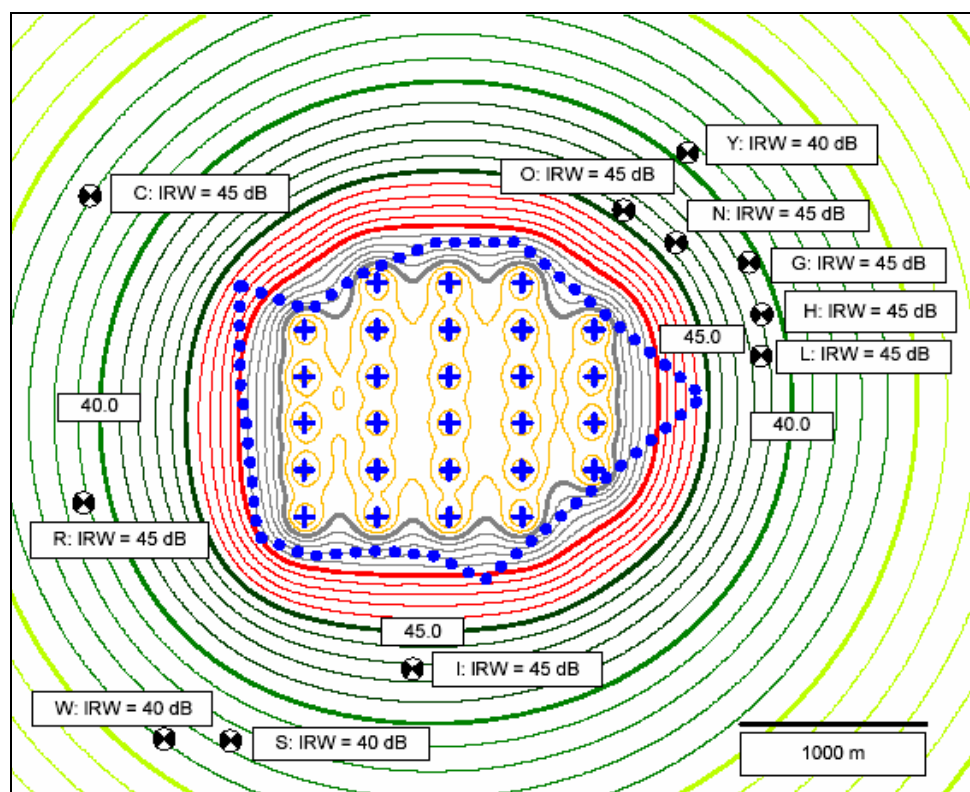 Y: IRW = 40 dB
O: IRW = 45 dB
C: IRW = 45 dB
N: IRW = 45 dB
G: IRW = 45 dB
H: IRW = 45 dB
45.0
L: IRW = 45 dB
40.0
40.0
R: IRW = 45 dB
45.0
I: IRW = 45 dB
W: IRW = 40 dB
S: IRW = 40 dB
1000 m